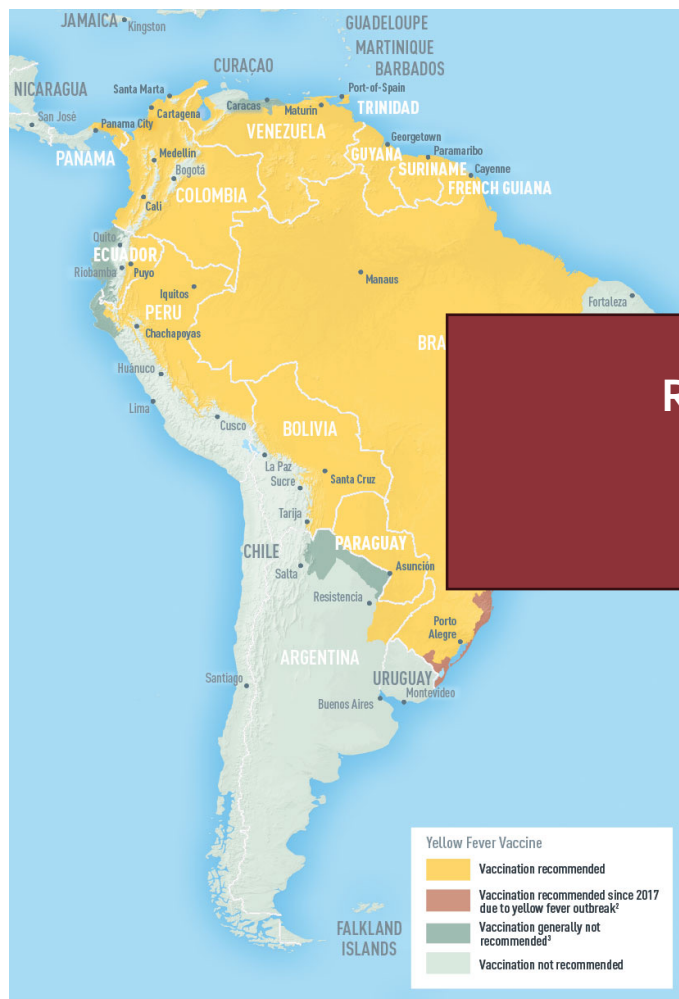 JAMAICA
Kingston
GUADELOUPE
MARTINIQUE
BARBADOS
CURAÇAO
NICARAGUA
Santa Marta
Port-of-Spain
Caracas
Maturin
TRINIDAD
San José
Cartagena
Panama City
VENEZUELA
Georgetown
PANAMA
Medellin
GUYANA
Paramaribo
Bogotá
SURINAME
Cayenne
COLOMBIA
FRENCH GUIANA
Cali
Quito
ECUADOR
Riobamba
Puyo
Manaus
Iquitos
Fortaleza
PERU
Chachapoyas
BRA
Huánuco
R
Lima
Cusco
BOLIVIA
La Paz
Sucre
Santa Cruz
Tarija
PARAGUAY
CHILE
Salta
Asunción
Resistencia
Porto
Alegre
ARGENTINA
Santiago
URUGUAY
Buenos Aires
Montevideo
Yellow Fever Vaccine
Vaccination recommended
Vaccination recommended since 2017
due to yellow fever outbreak²
Vaccination generally not
recommended³
Vaccination not recommended
FALKLAND
ISLANDS